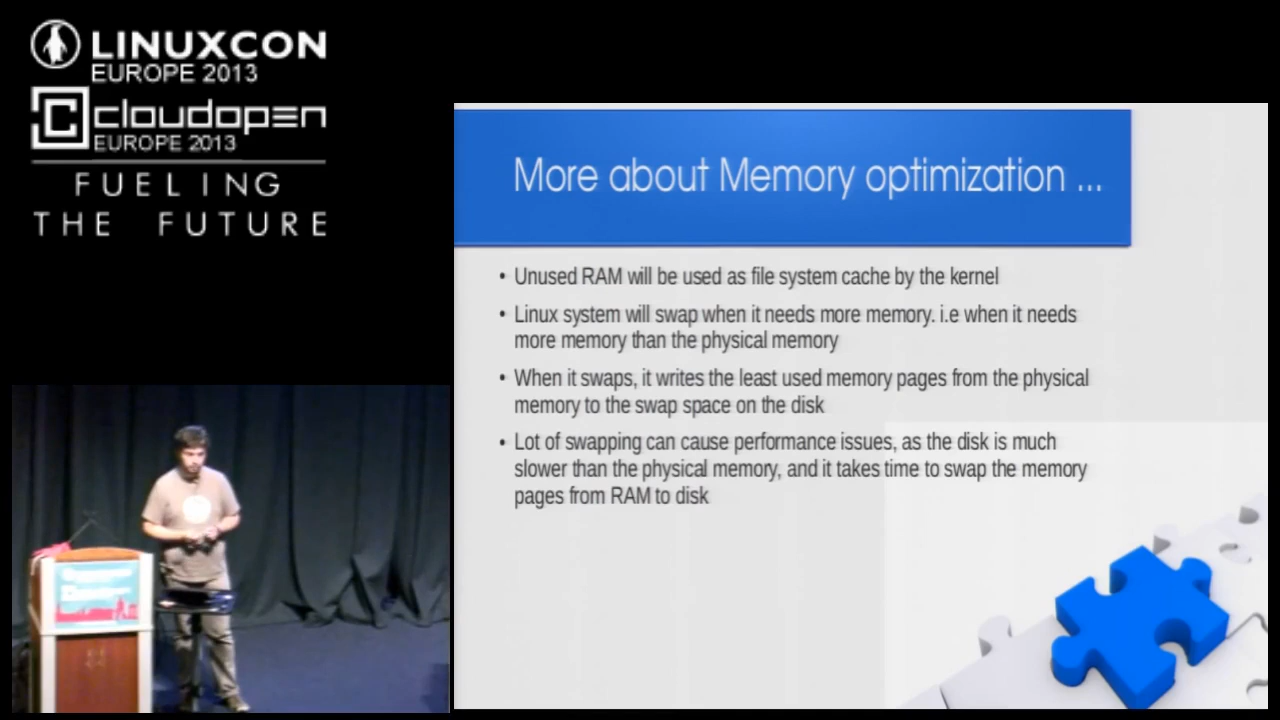 LINUXCON
EUROPE 2013
cloudopen
EUROPE 2013
FUELING
THE FUTURE
More about Memory optimization ...
• Unused RAM will be used as file system cache by the kernel
• Linux system will swap when it needs more memory. i.e when it needs
more memory than the physical memory
• When it swaps, it writes the least used memory pages from the physical
memory to the swap space on the disk
• Lot of swapping can cause performance issues, as the disk is much
slower than the physical memory, and it takes time to swap the memory
pages from RAM to disk